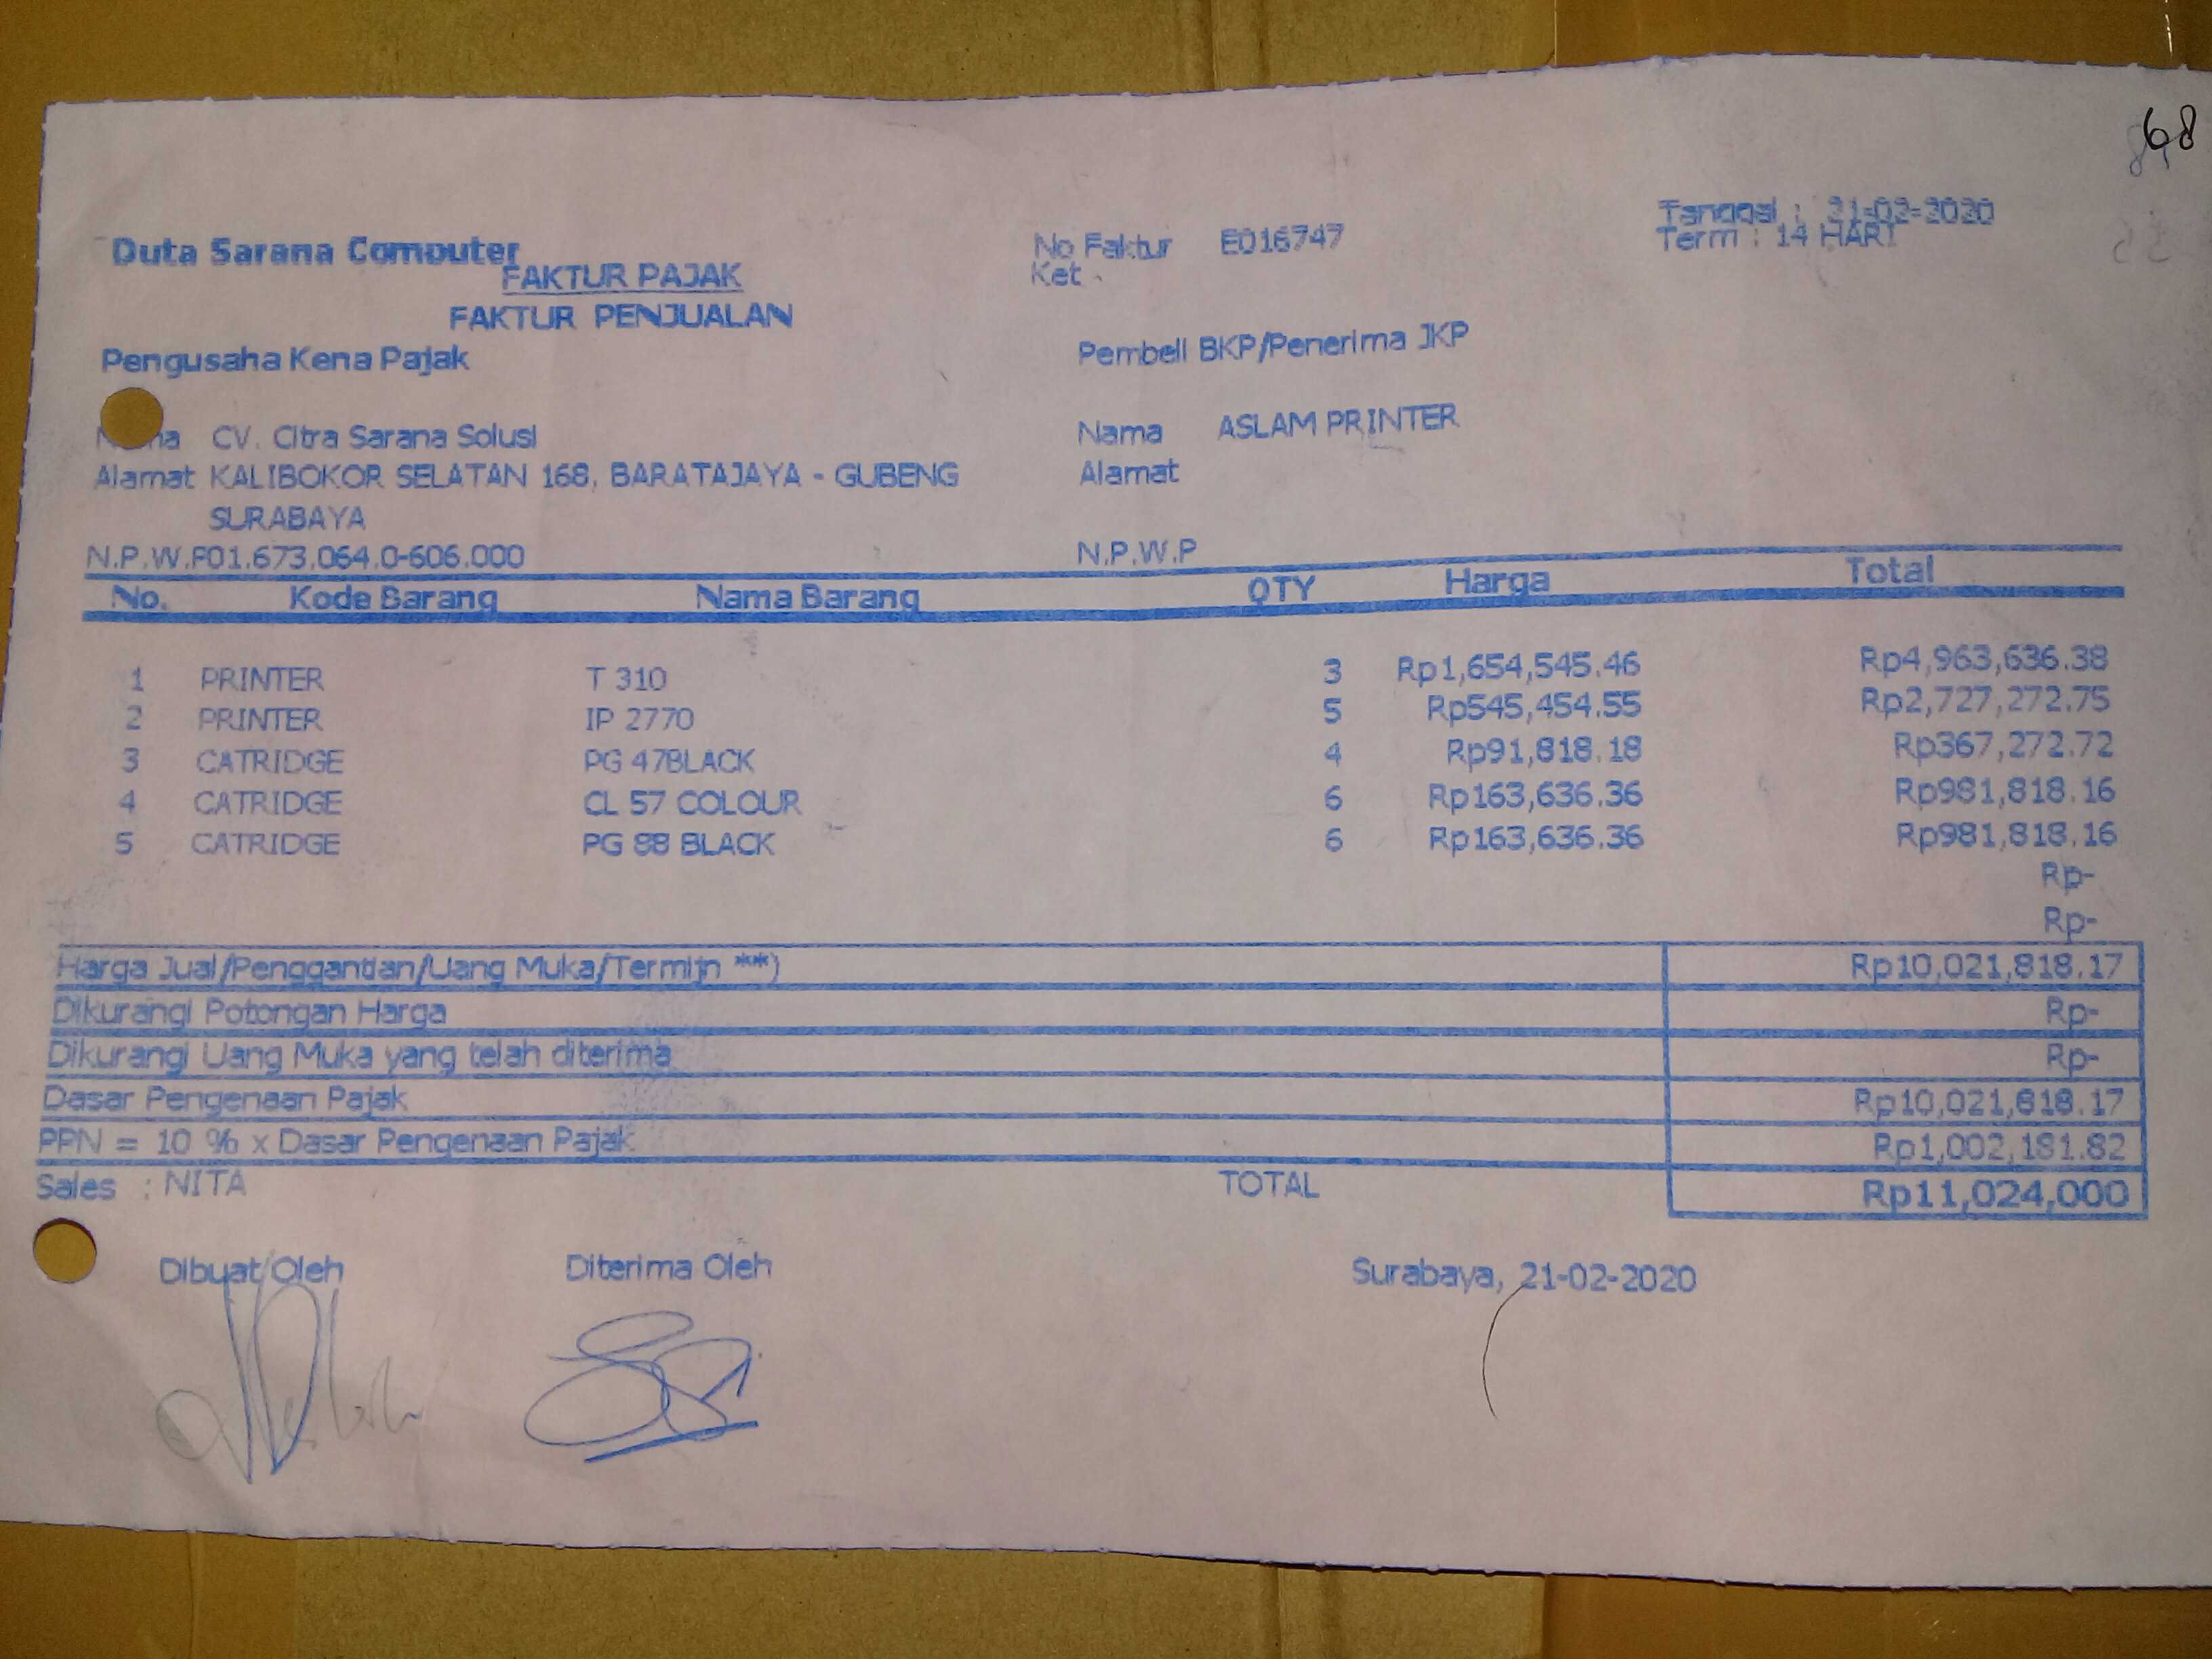 68
Duta Sarana Computer
FAKTUR PAJAK
FAKTUR PENJUALAN
No Faktur E016747
Ket
Tanggal : 21-02-2020
Term : 14 HARI
Pengusaha Kena Pajak
Pembeli BKP/Penerima JKP
CV. Citra Sarana Solusi
Nama ASLAM PRINTER
Alamat KALIBOKOR SELATAN 168, BARATAJAYA - GUBENG
SURABAYA
Alamat
N.P.W.P01.673.064.0-606.000
N.P.W.P
No. Kode Barang Nama Barang QTY Harga Total
1 PRINTER T 310 3 Rp1,654,545.46 Rp4,963,636.38
2 PRINTER IP 2770 5 Rp545,454.55 Rp2,727,272.75
3 CATRIDGE PG 47BLACK 4 Rp91,818.18 Rp367,272.72
4 CATRIDGE CL 57 COLOUR 6 Rp163,636.36 Rp981,818.16
5 CATRIDGE PG 88 BLACK 6 Rp163,636.36 Rp981,818.16
Rp-
Rp-
Harga Jual/Penggantian/Uang Muka/Termijn **) Rp10,021,818.17
Dikurangi Potongan Harga Rp-
Dikurangi Uang Muka yang telah diterima Rp-
Dasar Pengenaan Pajak Rp10,021,818.17
PPN = 10 % x Dasar Pengenaan Pajak Rp1,002,181.82
Sales : NITA TOTAL Rp11,024,000
Dibuat Oleh Diterima Oleh Surabaya, 21-02-2020